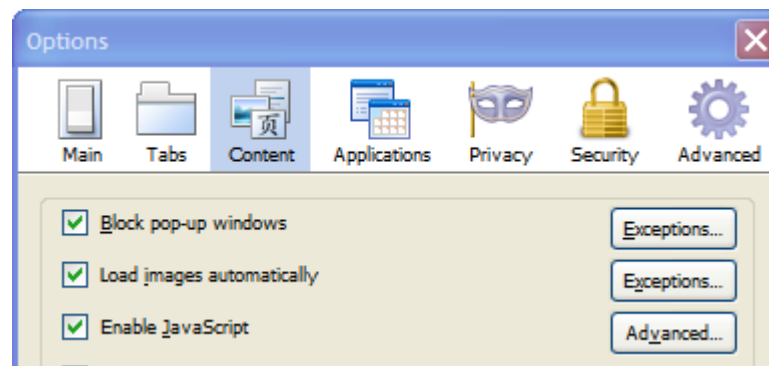 Options
Main Tabs Content Applications Privacy Security Advanced
页
Block pop-up windows Exceptions...
Load images automatically Exceptions...
Enable JavaScript Advanced...